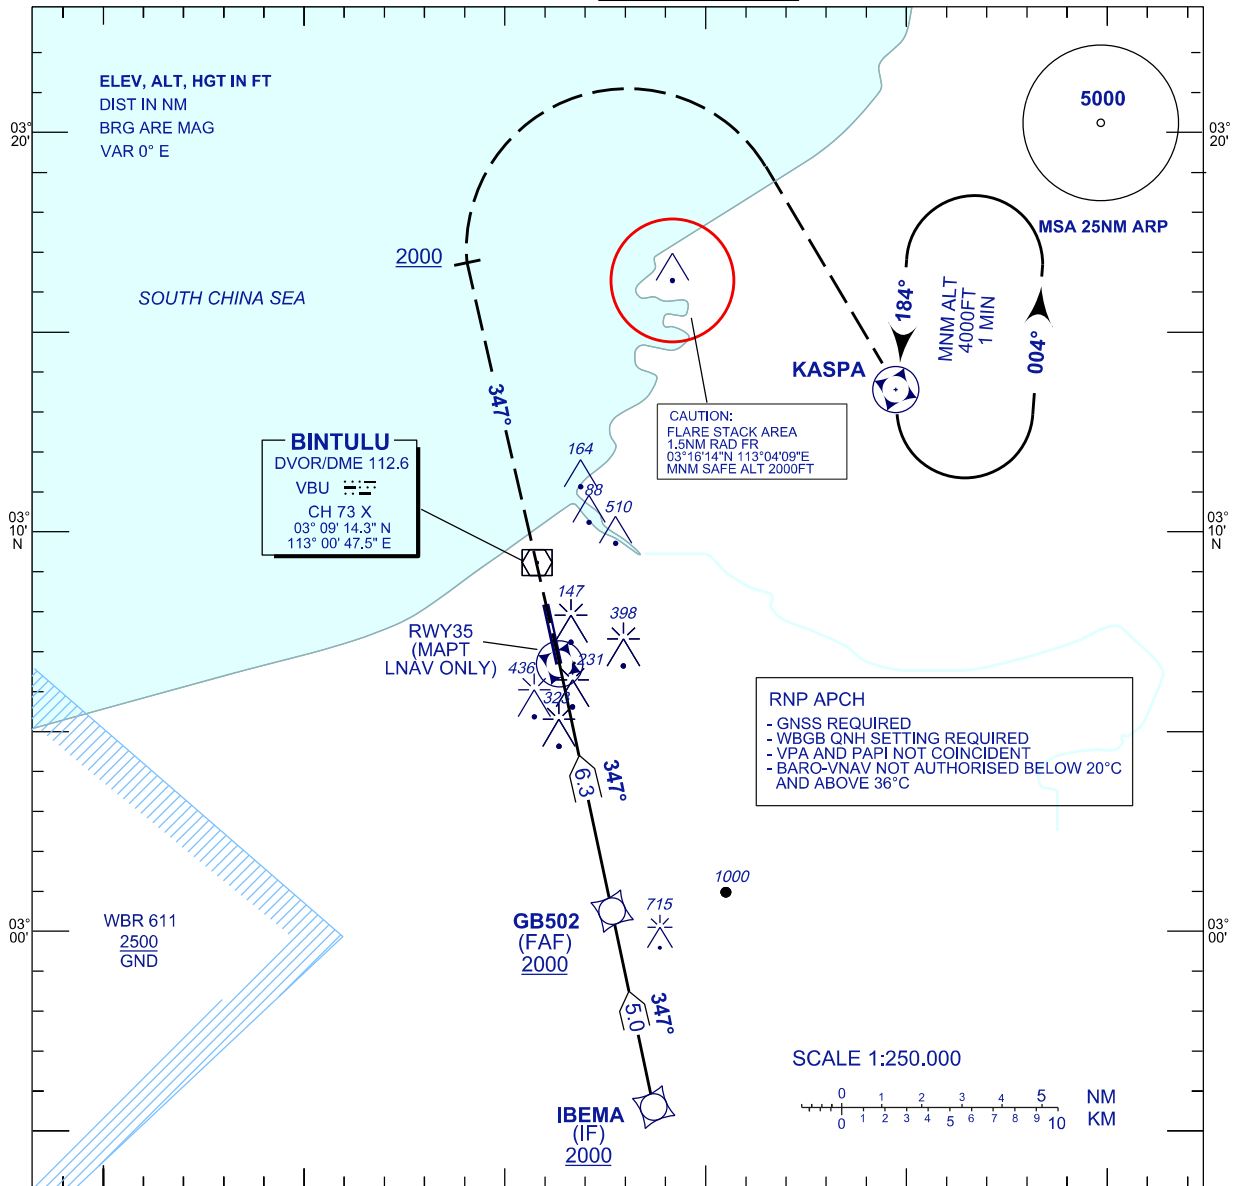 ELEV, ALT, HGT IN FT
DIST IN NM
BRG ARE MAG
VAR 0° E
5000
MSA 25NM ARP
03°
20'
03°
20'
2000
SOUTH CHINA SEA
347°
184°
MNM ALT
4000FT
1 MIN
004°
KASPA
CAUTION:
FLARE STACK AREA
1.5NM RAD FR
03°16'14"N 113°04'09"E
MNM SAFE ALT 2000FT
BINTULU
DVOR/DME 112.6
VBU
CH 73 X
03° 09' 14.3" N
113° 00' 47.5" E
164
88
510
03°
10'
N
03°
10'
N
147
398
RWY35
(MAPT
LNAV ONLY)
231
436
323
RNP APCH
- GNSS REQUIRED
- WBGB QNH SETTING REQUIRED
- VPA AND PAPI NOT COINCIDENT
- BARO-VNAV NOT AUTHORISED BELOW 20°C
AND ABOVE 36°C
6.3
347°
1000
715
GB502
(FAF)
2000
WBR 611
2500
GND
03°
00'
03°
00'
5.0
347°
IBEMA
(IF)
2000
SCALE 1:250.000
0 1 2 3 4 5 NM
0 1 2 3 4 5 6 7 8 9 10 KM